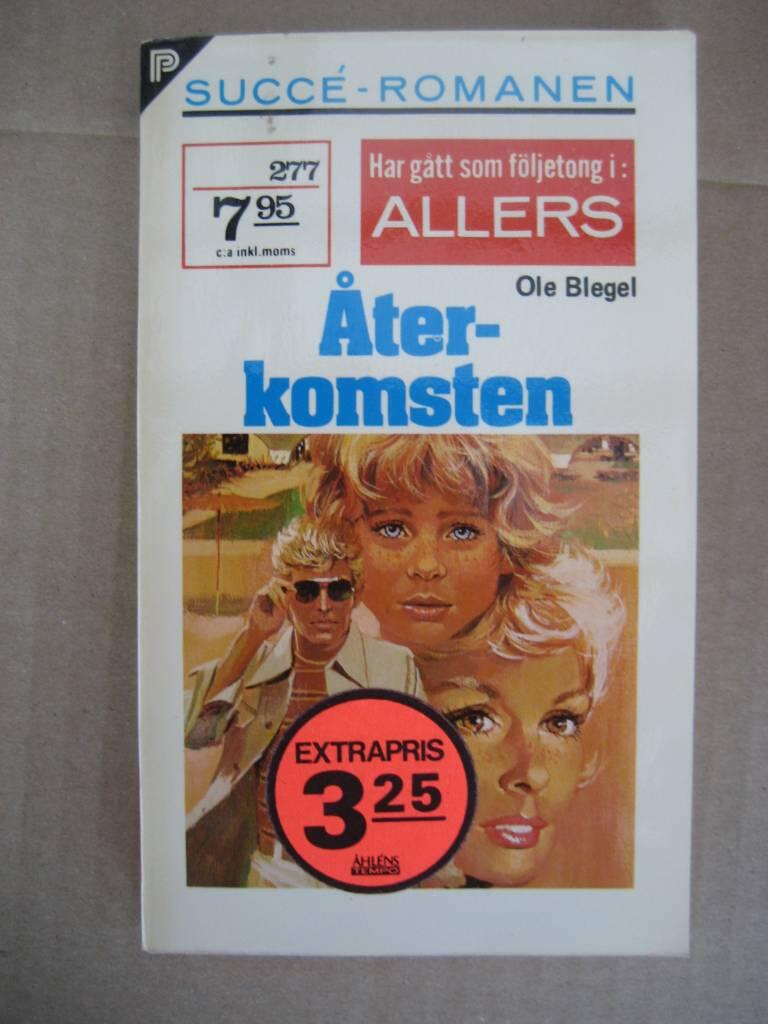 P
SUCCÉ-ROMANEN
277
7 95
c:a inkl.moms
Har gått som följetong i:
ALLERS
Ole Blegel
Åter-
komsten
EXTRAPRIS
3 25
ÅHLÉNS
TEMPO